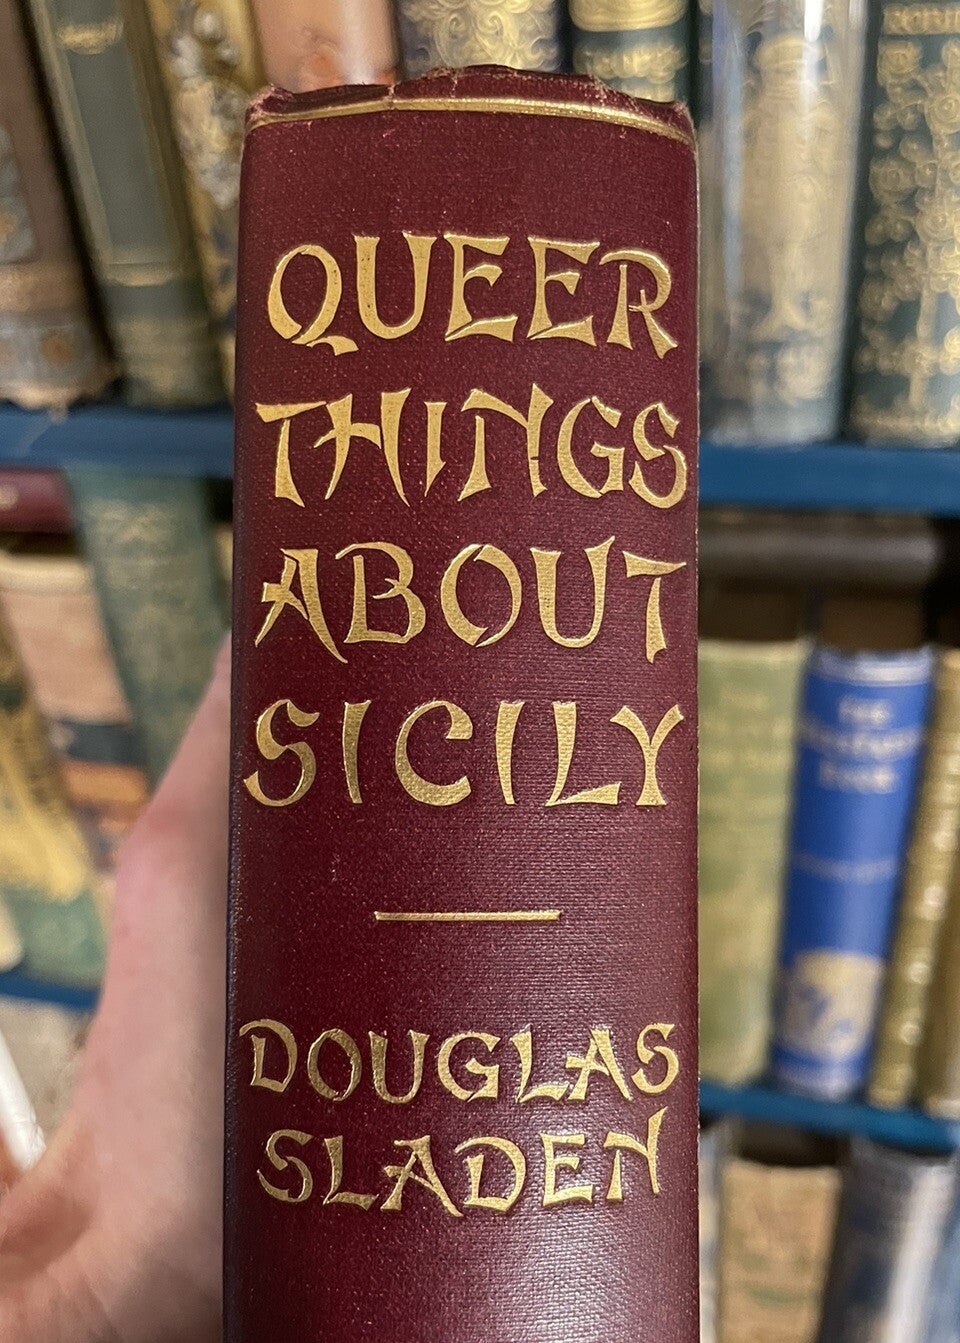 QUEER
THINGS
ABOUT
SICILY
DOUGLAS
SLADEN